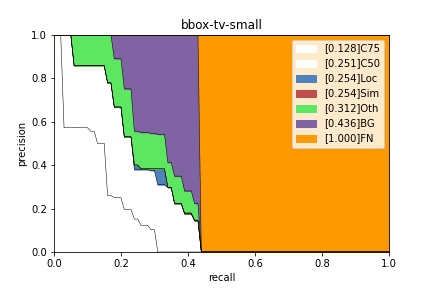 bbox-tv-small
1.0
0.8
0.6
0.4
0.2
0.0
precision
[0.128]C75
[0.251]C50
[0.254]Loc
[0.254]Sim
[0.312]Oth
[0.436]BG
[1.000]FN
0.0 0.2 0.4 0.6 0.8 1.0
recall